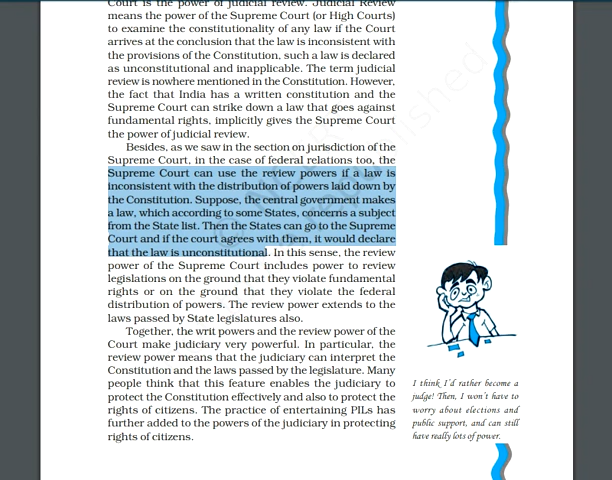 Court is the power of judicial review. Judicial Review
means the power of the Supreme Court (or High Courts)
to examine the constitutionality of any law if the Court
arrives at the conclusion that the law is inconsistent with
the provisions of the Constitution, such a law is declared
as unconstitutional and inapplicable. The term judicial
review is nowhere mentioned in the Constitution. However,
the fact that India has a written constitution and the
Supreme Court can strike down a law that goes against
fundamental rights, implicitly gives the Supreme Court
the power of judicial review.
Besides, as we saw in the section on jurisdiction of the
Supreme Court, in the case of federal relations too, the
Supreme Court can use the review powers if a law is
inconsistent with the distribution of powers laid down by
the Constitution. Suppose, the central government makes
a law, which according to some States, concerns a subject
from the State list. Then the States can go to the Supreme
Court and if the court agrees with them, it would declare
that the law is unconstitutional. In this sense, the review
power of the Supreme Court includes power to review
legislations on the ground that they violate fundamental
rights or on the ground that they violate the federal
distribution of powers. The review power extends to the
laws passed by State legislatures also.
Together, the writ powers and the review power of the
Court make judiciary very powerful. In particular, the
review power means that the judiciary can interpret the
Constitution and the laws passed by the legislature. Many
people think that this feature enables the judiciary to
protect the Constitution effectively and also to protect the
rights of citizens. The practice of entertaining PILs has
further added to the powers of the judiciary in protecting
rights of citizens.
I think I'd rather become a
judge! Then, I won't have to
worry about elections and
public support, and can still
have really lots of power.